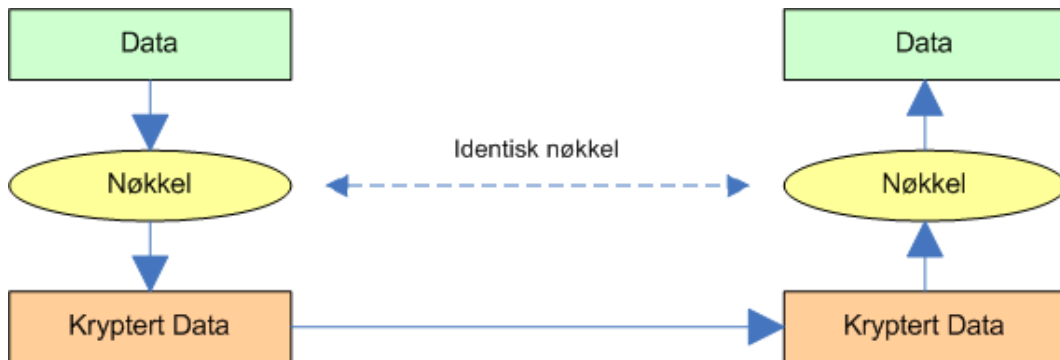 Data
Data
Identisk nøkkel
Nøkkel
Nøkkel
Kryptert Data
Kryptert Data